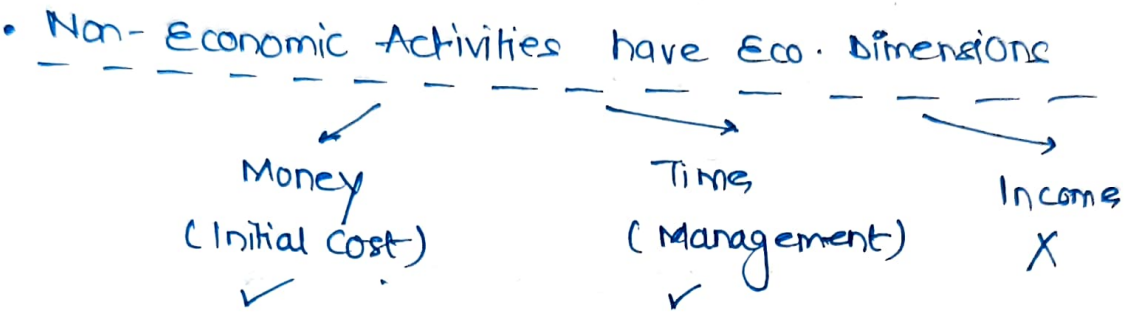 • Non-Economic Activities have Eco. Dimensions
Money Time Income
(Initial Cost) (Management) X
✓ ✓